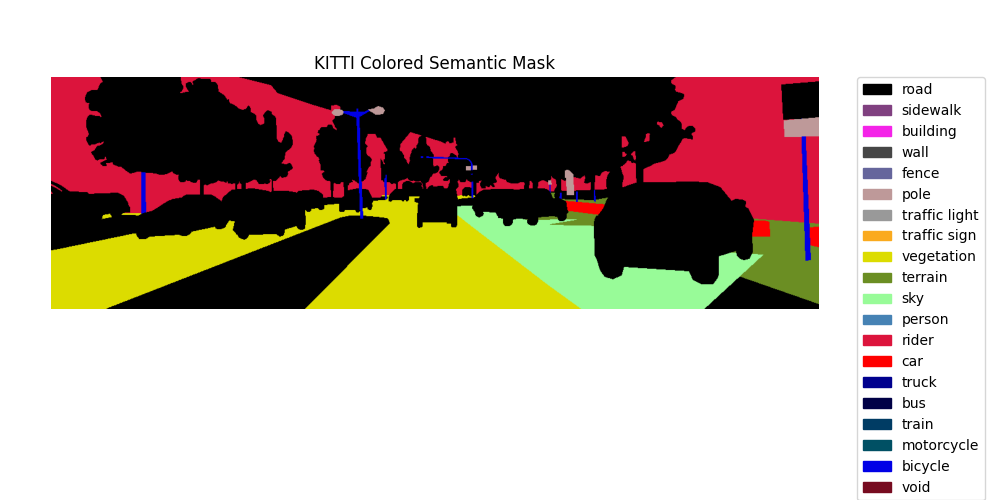 KITTI Colored Semantic Mask
road
sidewalk
building
wall
fence
pole
traffic light
traffic sign
vegetation
terrain
sky
person
rider
car
truck
bus
train
motorcycle
bicycle
void